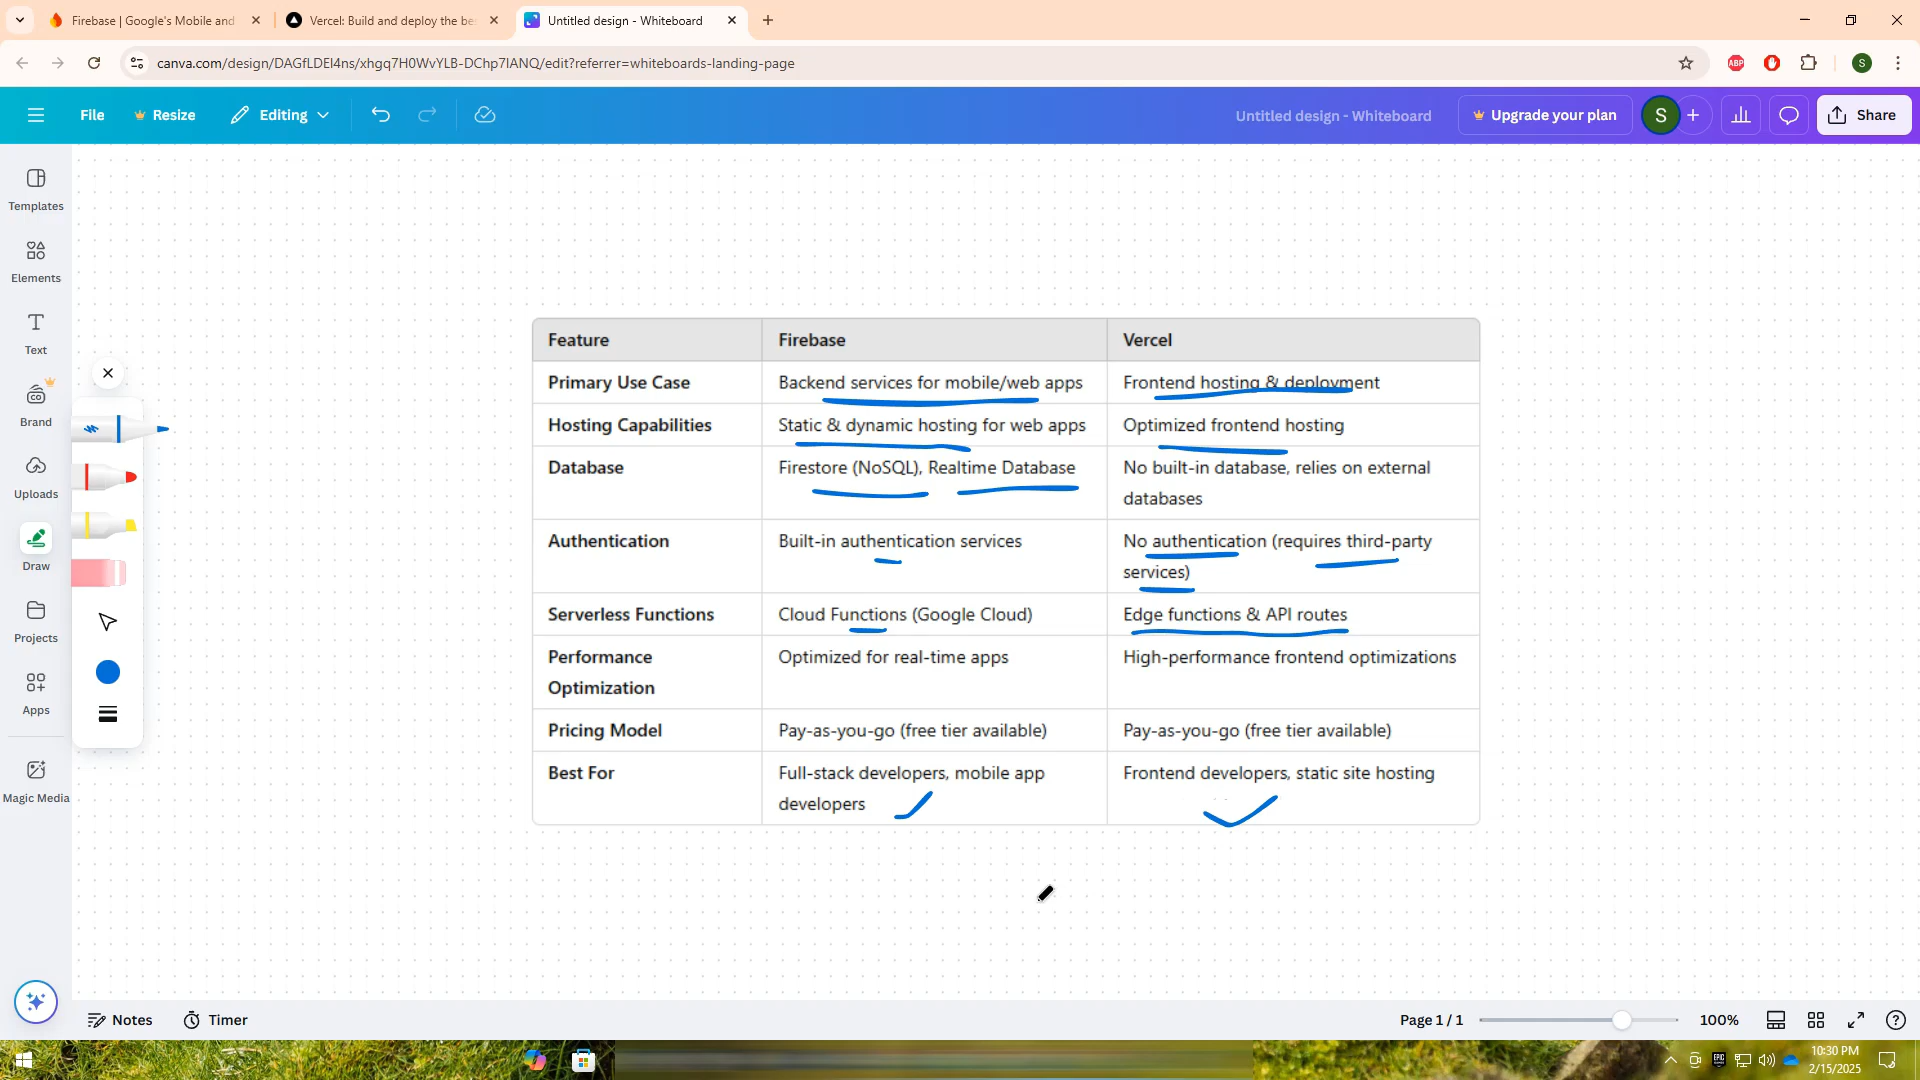 Firebase | Google's Mobile and
Vercel: Build and deploy the be
Untitled design - Whiteboard
canva.com/design/DAGfLDEI4ns/xhgq7H0WvYLB-DChp7IANQ/edit?referrer=whiteboards-landing-page
ABP
S
File
Resize
Editing
Untitled design - Whiteboard
Upgrade your plan
S
Share
Templates
Elements
Text
Brand
Uploads
Draw
Projects
Apps
Magic Media
Feature Firebase Vercel
Primary Use Case Backend services for mobile/web apps Frontend hosting & deployment
Hosting Capabilities Static & dynamic hosting for web apps Optimized frontend hosting
Database Firestore (NoSQL), Realtime Database No built-in database, relies on external
databases
Authentication Built-in authentication services No authentication (requires third-party
services)
Serverless Functions Cloud Functions (Google Cloud) Edge functions & API routes
Performance Optimized for real-time apps High-performance frontend optimizations
Optimization
Pricing Model Pay-as-you-go (free tier available) Pay-as-you-go (free tier available)
Best For Full-stack developers, mobile app Frontend developers, static site hosting
developers
Notes
Timer
Page 1 / 1
100%
EPIC
10:30 PM
2/15/2025